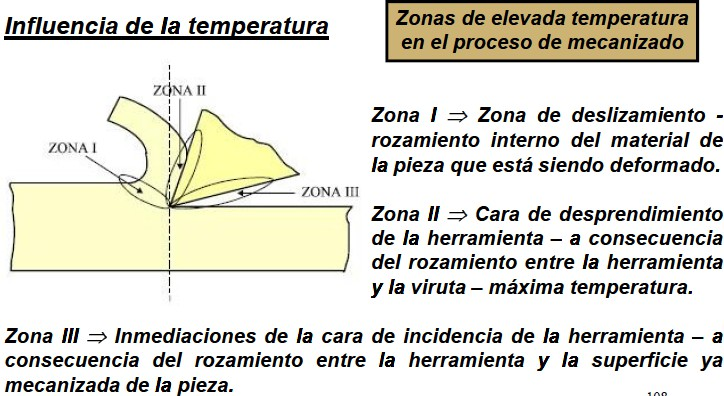 Influencia de la temperatura
Zonas de elevada temperatura
en el proceso de mecanizado
ZONA II
ZONA I
ZONA III
Zona I ⇒ Zona de deslizamiento -
rozamiento interno del material de
la pieza que está siendo deformado.
Zona II ⇒ Cara de desprendimiento
de la herramienta – a consecuencia
del rozamiento entre la herramienta
y la viruta – máxima temperatura.
Zona III ⇒ Inmediaciones de la cara de incidencia de la herramienta – a
consecuencia del rozamiento entre la herramienta y la superficie ya
mecanizada de la pieza.